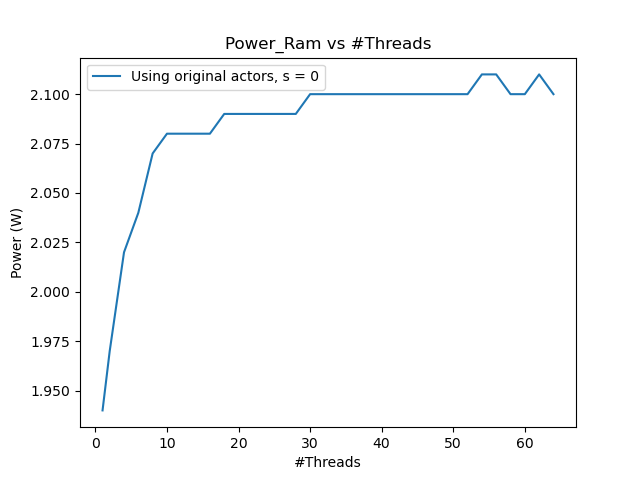 Power_Ram vs #Threads
Using original actors, s = 0
2.100
2.075
2.050
2.025
2.000
1.975
1.950
Power (W)
0 10 20 30 40 50 60
#Threads